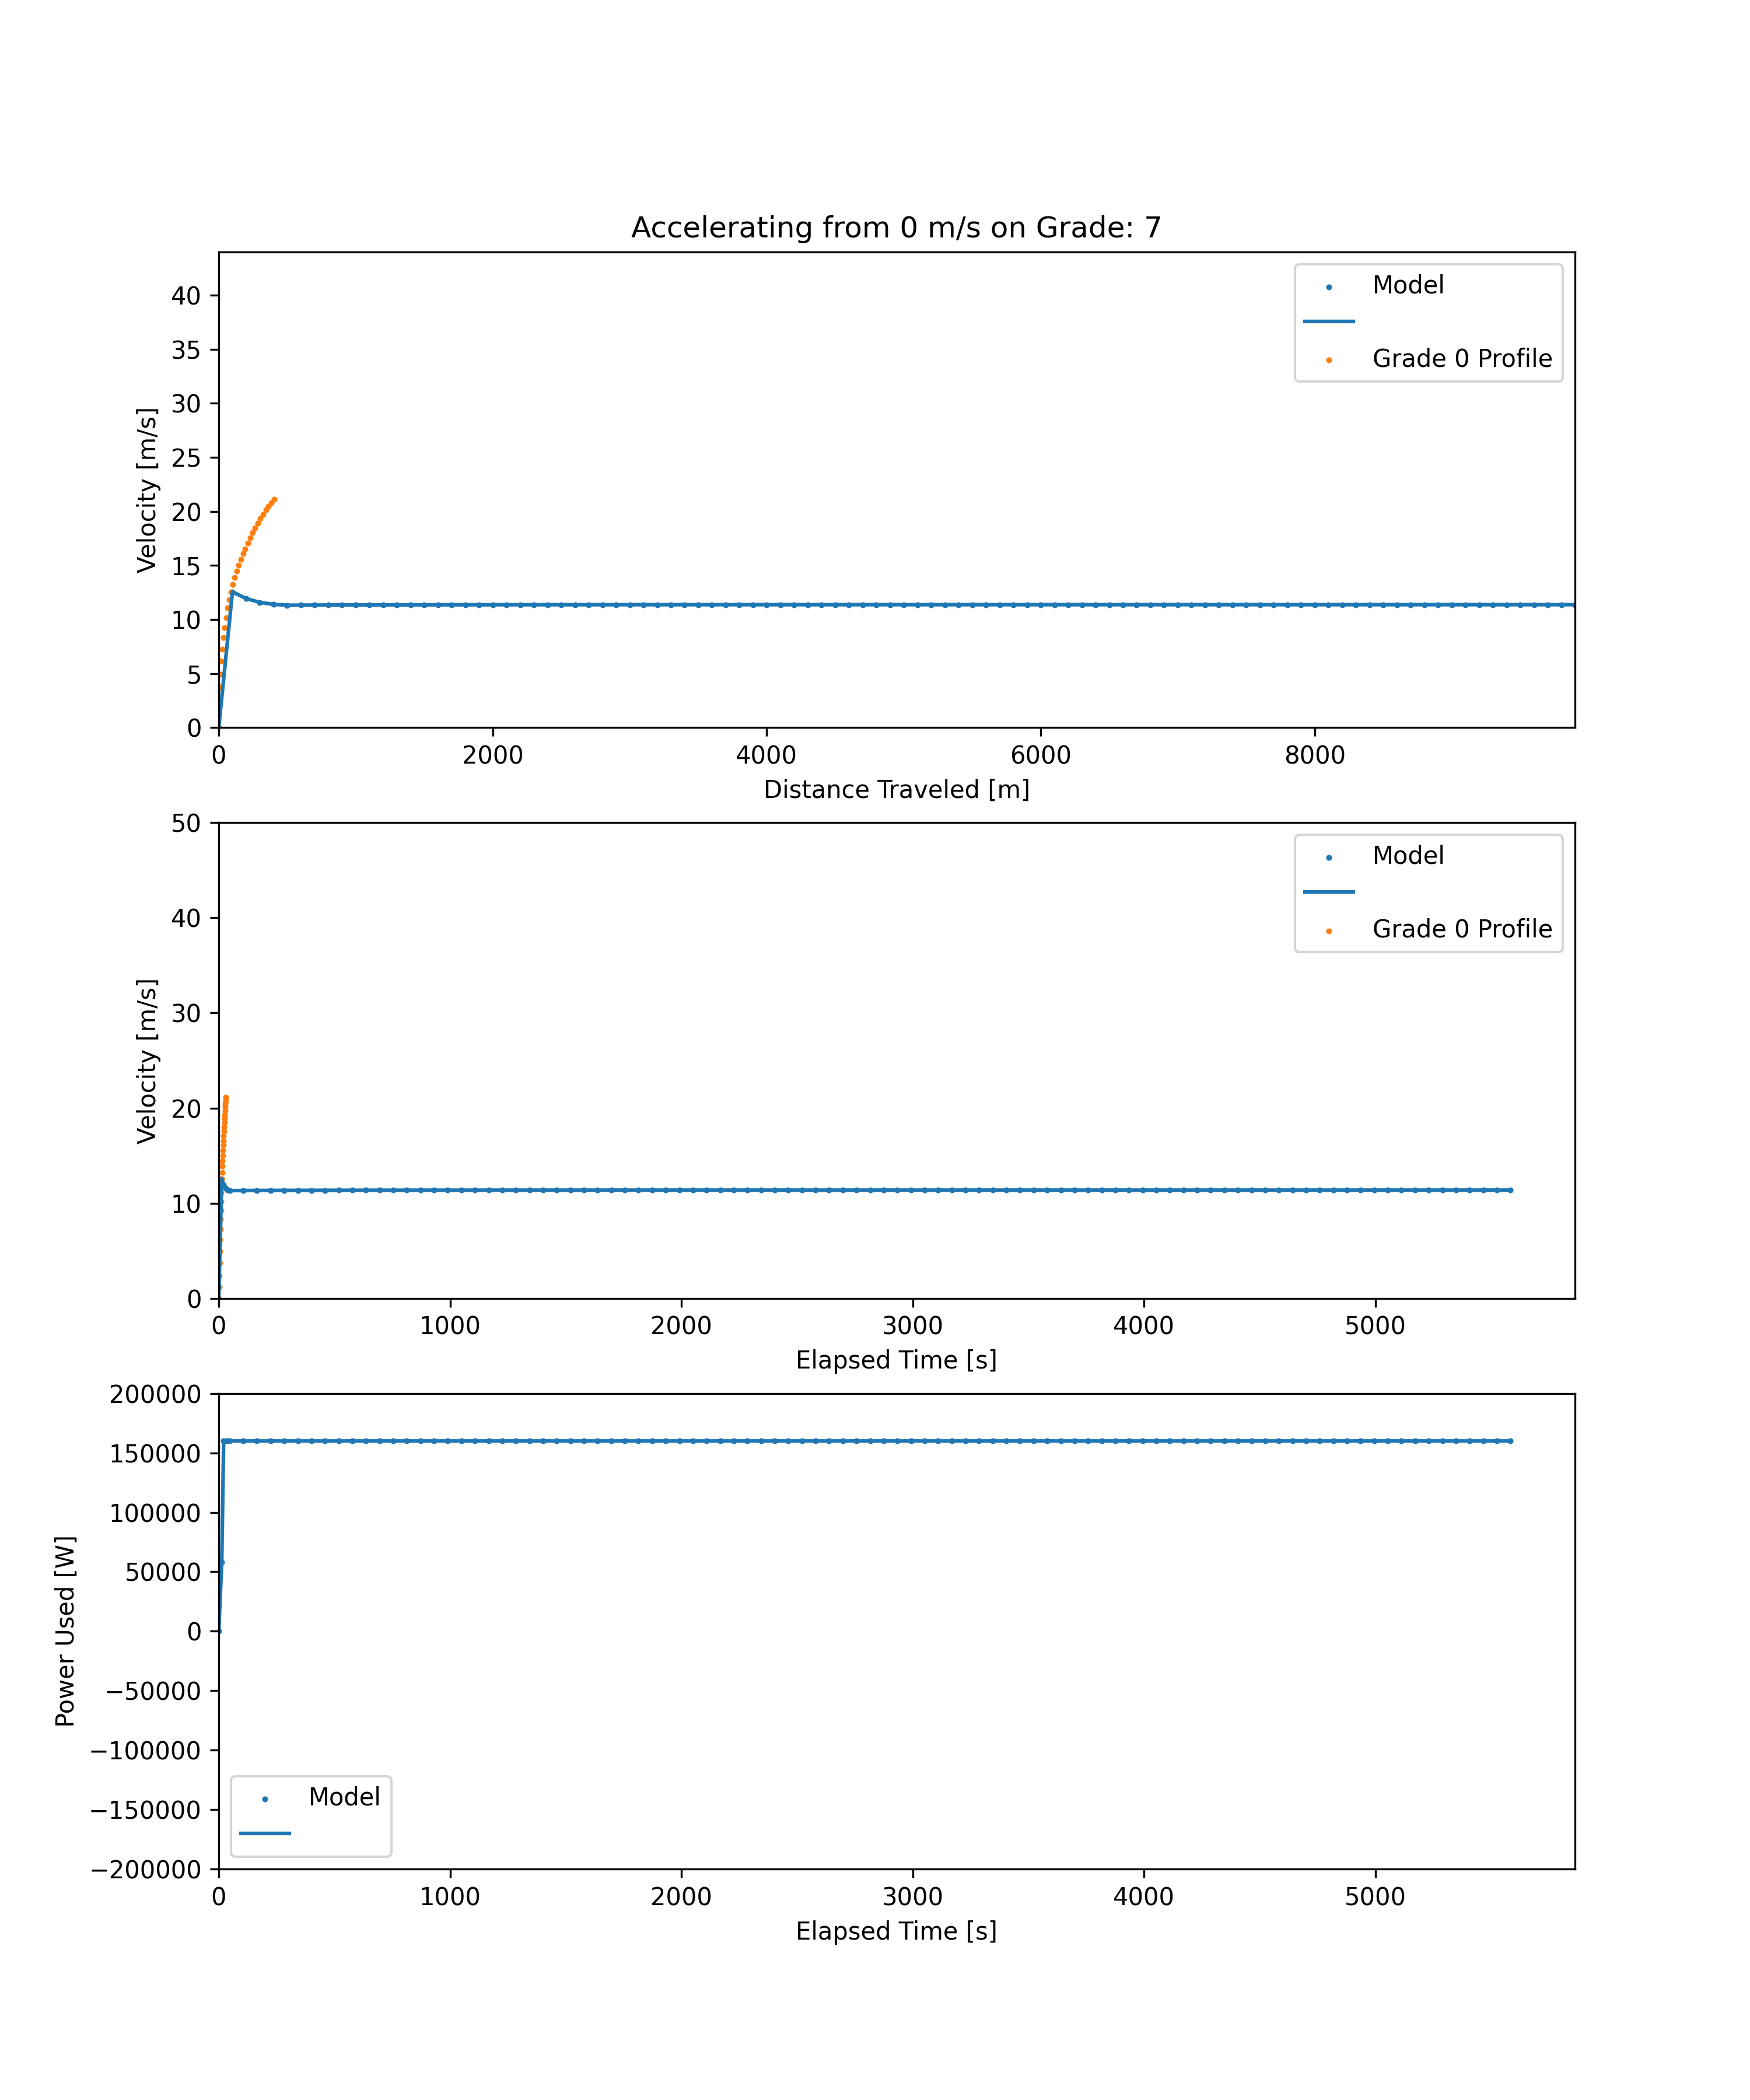 Accelerating from 0 m/s on Grade: 7
40
35
30
25
20
15
10
5
0
Velocity [m/s]
Model
Grade 0 Profile
0 2000 4000 6000 8000
Distance Traveled [m]
50
40
30
20
10
0
Velocity [m/s]
Model
Grade 0 Profile
0 1000 2000 3000 4000 5000
Elapsed Time [s]
200000
150000
100000
50000
0
−50000
−100000
−150000
−200000
Power Used [W]
Model
0 1000 2000 3000 4000 5000
Elapsed Time [s]